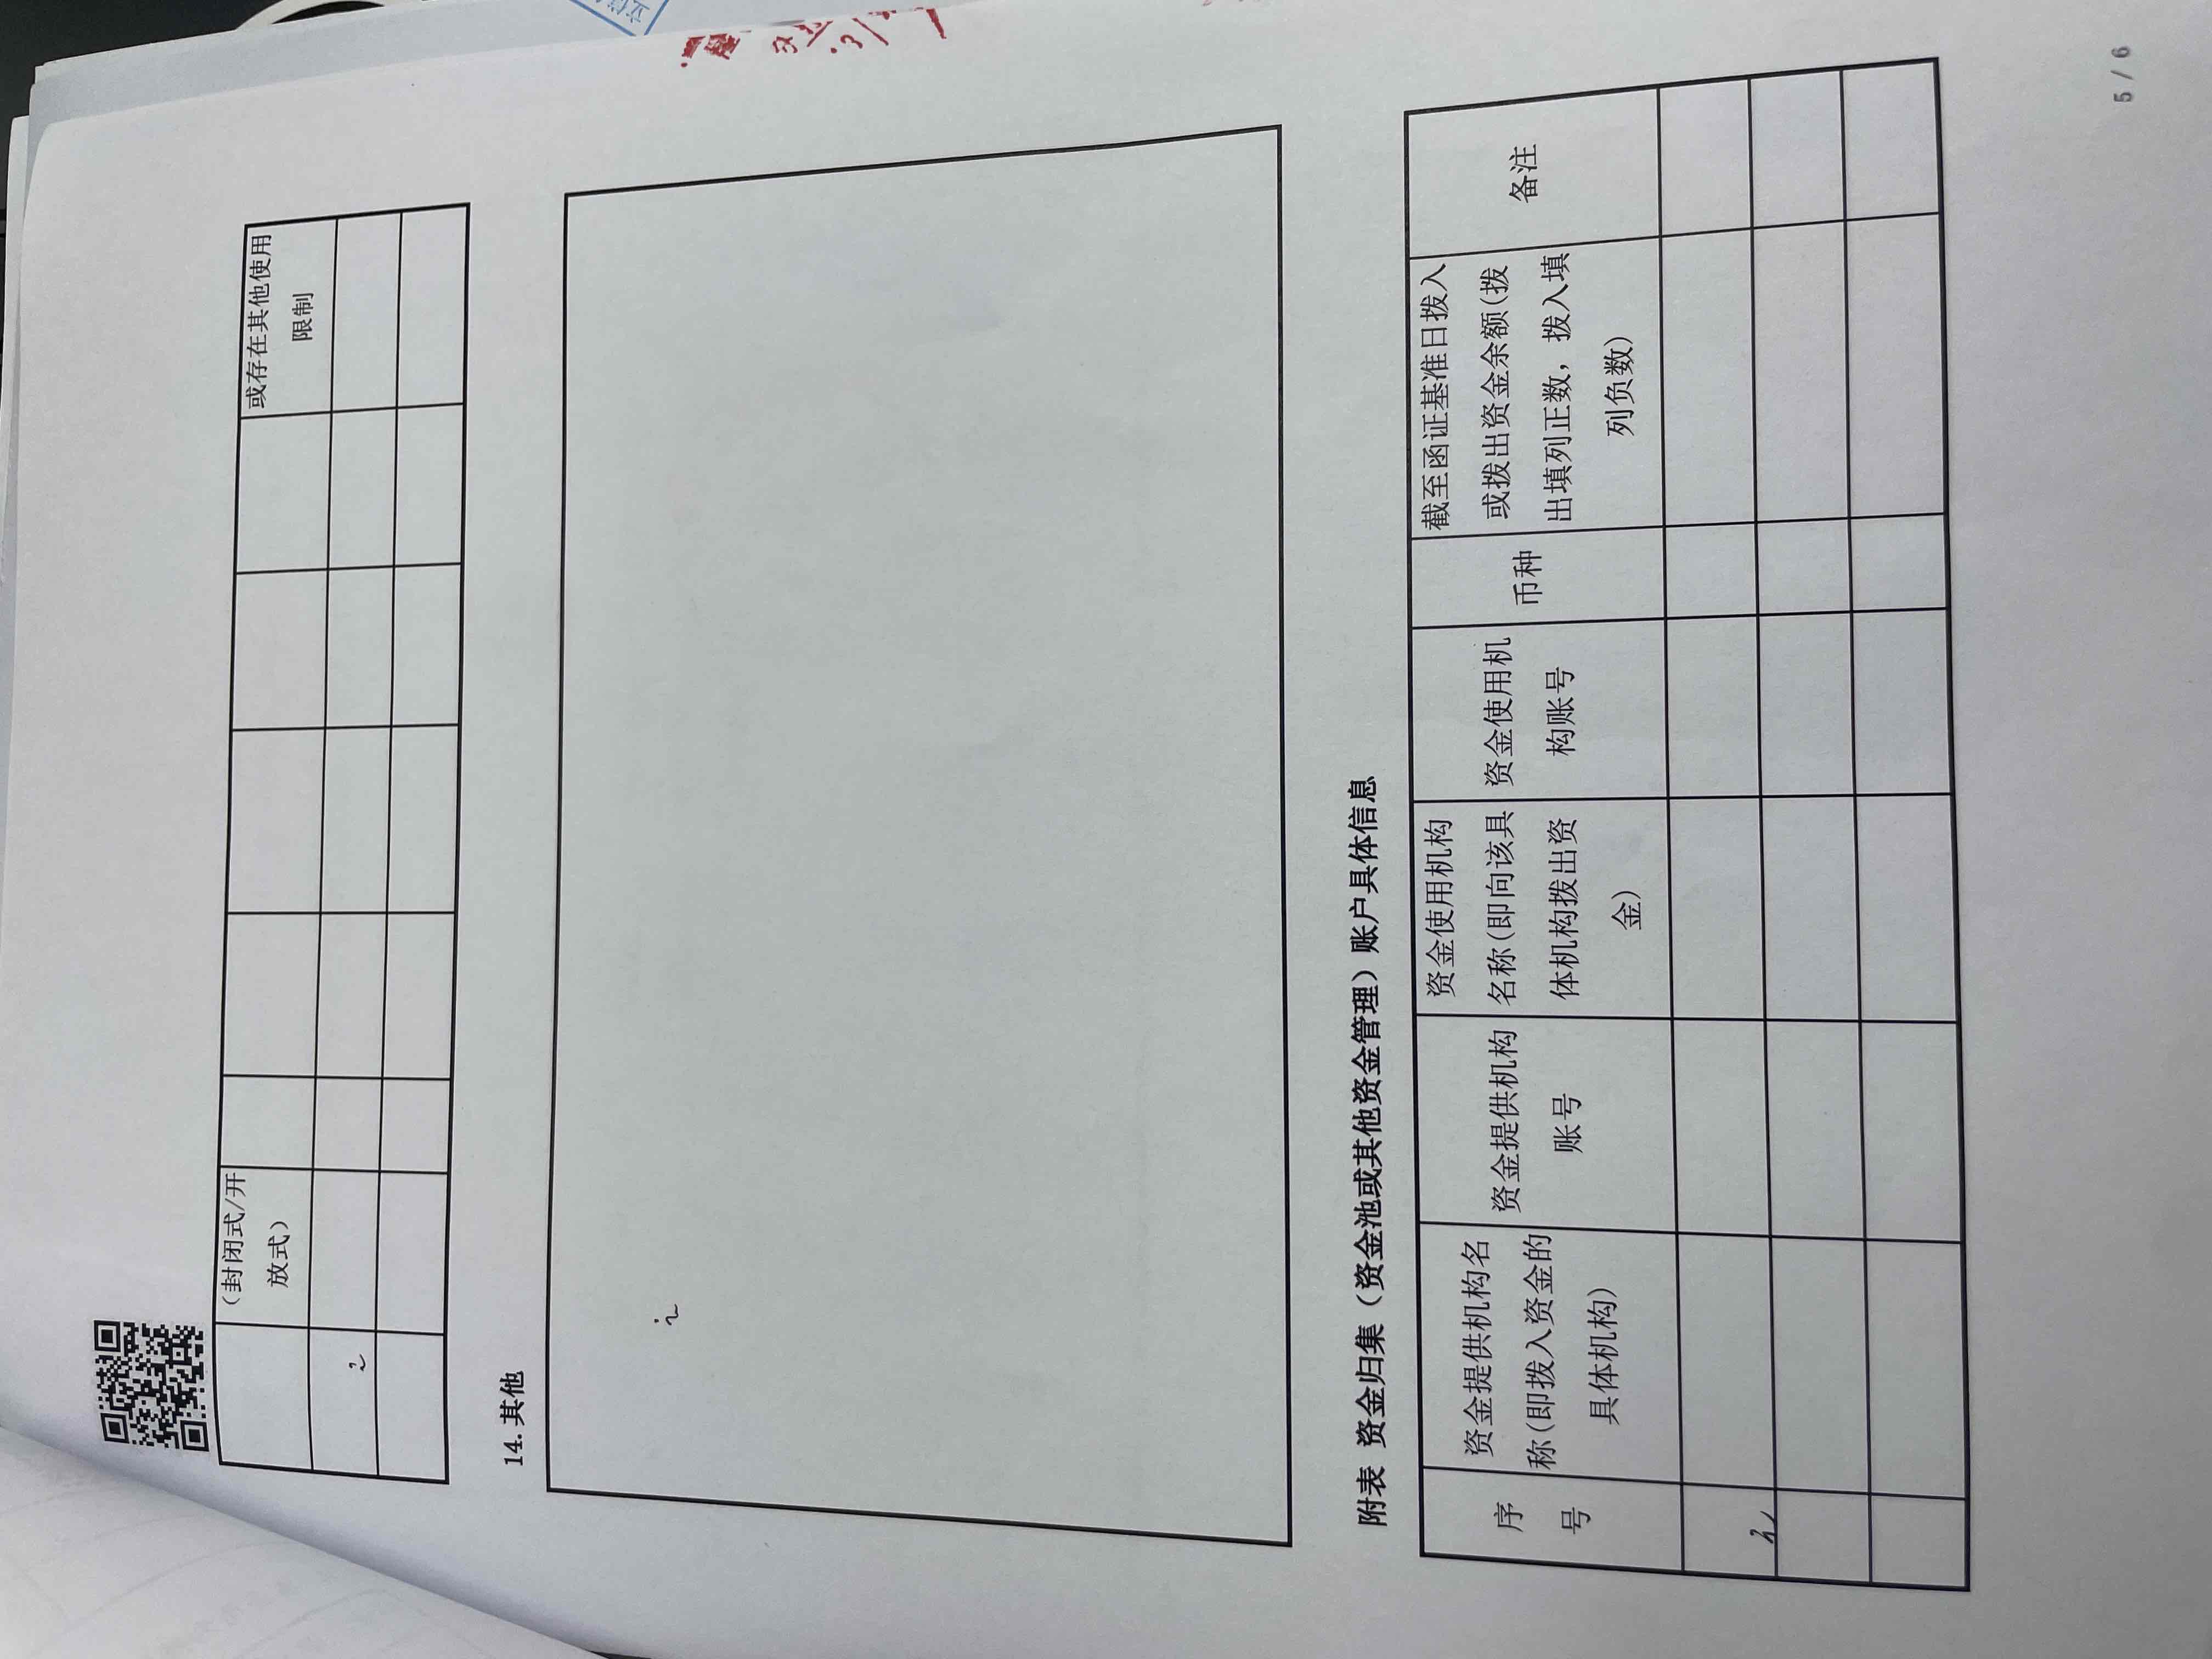 （封闭式/开
放式）
或存在其他使用
限制
14.其他
附表 资金归集（资金池或其他资金管理）账户具体信息
序
号
资金提供机构名
称(即拨入资金的
具体机构)
资金提供机构
账号
资金使用机构
名称(即向该具
体机构拨出资
金)
资金使用机
构账号
币种
截至函证基准日拨入
或拨出资金余额(拨
出填列正数，拨入填
列负数)
备注
立信
5 / 6